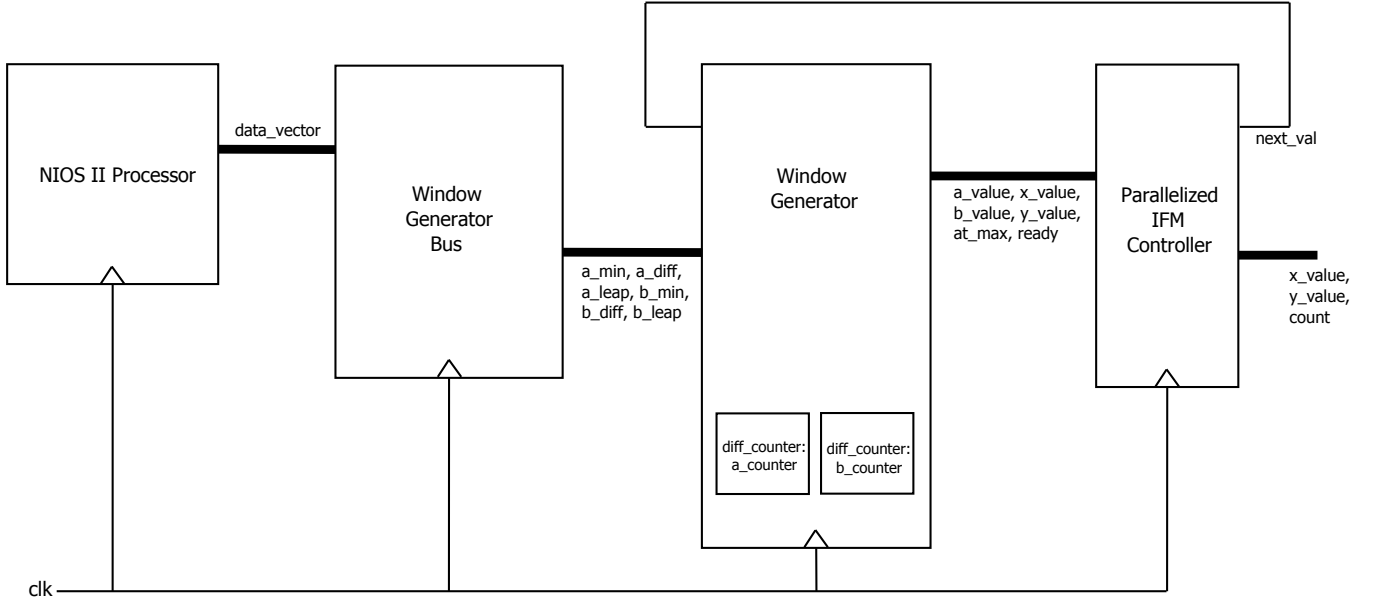 data_vector
NIOS II Processor
Window
Generator
Bus
a_min, a_diff,
a_leap, b_min,
b_diff, b_leap
Window
Generator
diff_counter:
a_counter
diff_counter:
b_counter
a_value, x_value,
b_value, y_value,
at_max, ready
Parallelized
IFM
Controller
next_val
x_value,
y_value,
count
clk